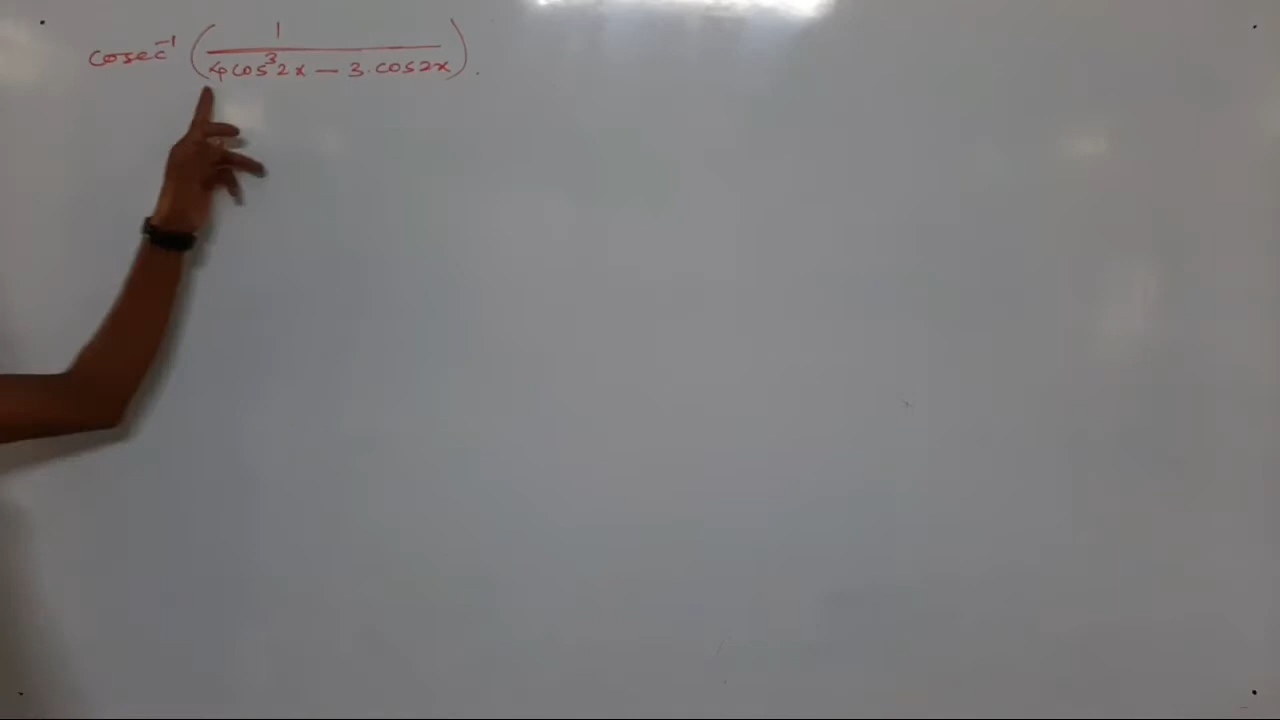 cosec⁻¹ (1 / (4cos³2x − 3.cos2x)).